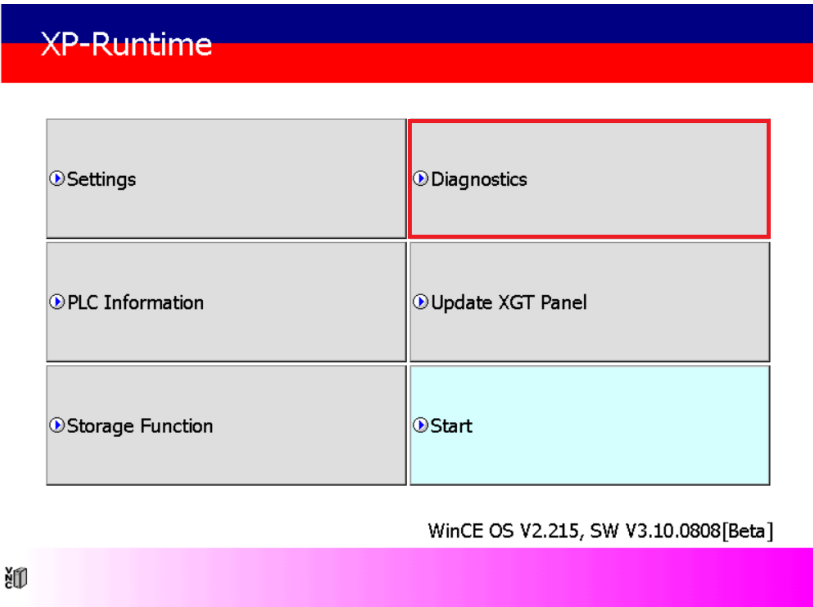 XP-Runtime
Settings
Diagnostics
PLC Information
Update XGT Panel
Storage Function
Start
WinCE OS V2.215, SW V3.10.0808[Beta]
VNC